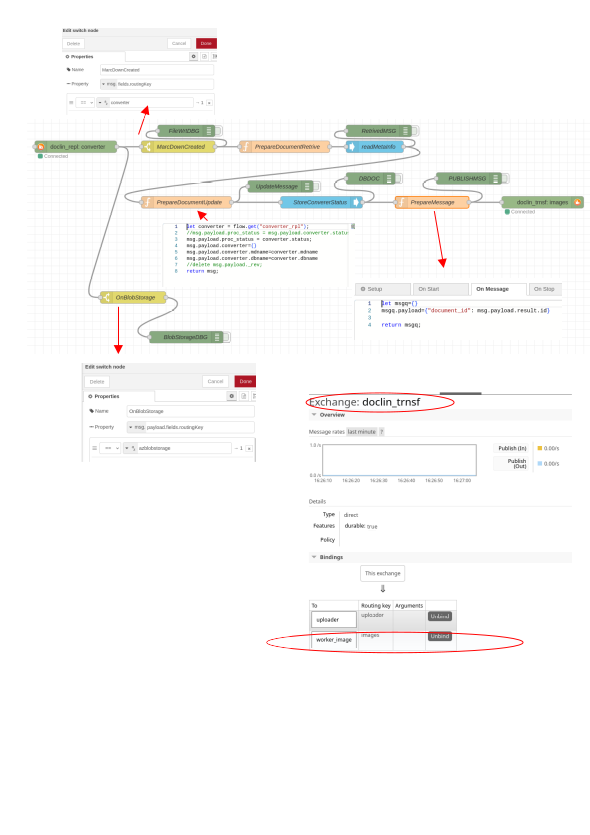 Edit switch node
Delete
Cancel
Done
Properties
Name
MarcDownCreated
Property
msg.fields.routingKey
==
converter
→ 1
FileWrtDBG
RetrivedMSG
doclin_repl: converter
Connected
MarcDownCreated
PrepareDocumentRetrive
readMetaInfo
UpdateMessage
DBDOC
PUBLISHMSG
PrepareDocumentUpdate
StoreConvererStatus
PrepareMessage
doclin_trnsf: images
Connected
1 let converter = flow.get("converter_rpl");
2 //msg.payload.proc_status = msg.payload.converter.statu
3 msg.payload.proc_status = converter.status;
4 msg.payload.converter={}
5 msg.payload.converter.mdname=converter.mdname
6 msg.payload.converter.dbname=converter.dbname
7 //delete msg.payload._rev;
8 return msg;
OnBlobStorage
BlobStorageDBG
Setup
On Start
On Message
On Stop
1 let msgq={}
2 msgq.payload={"document_id": msg.payload.result.id}
3
4 return msgq;
Edit switch node
Delete
Cancel
Done
Properties
Name
OnBlobStorage
Property
msg.payload.fields.routingKey
==
azblobstorage
→ 1
Exchange: doclin_trnsf
Overview
Message rates last minute ?
1.0 /s
0.0 /s
16:26:10 16:26:20 16:26:30 16:26:40 16:26:50 16:27:00
Publish (In) 0.00/s
Publish (Out) 0.00/s
Details
Type direct
Features durable: true
Policy
Bindings
This exchange
⇓
To Routing key Arguments
uploader uploader Unbind
worker_image images Unbind